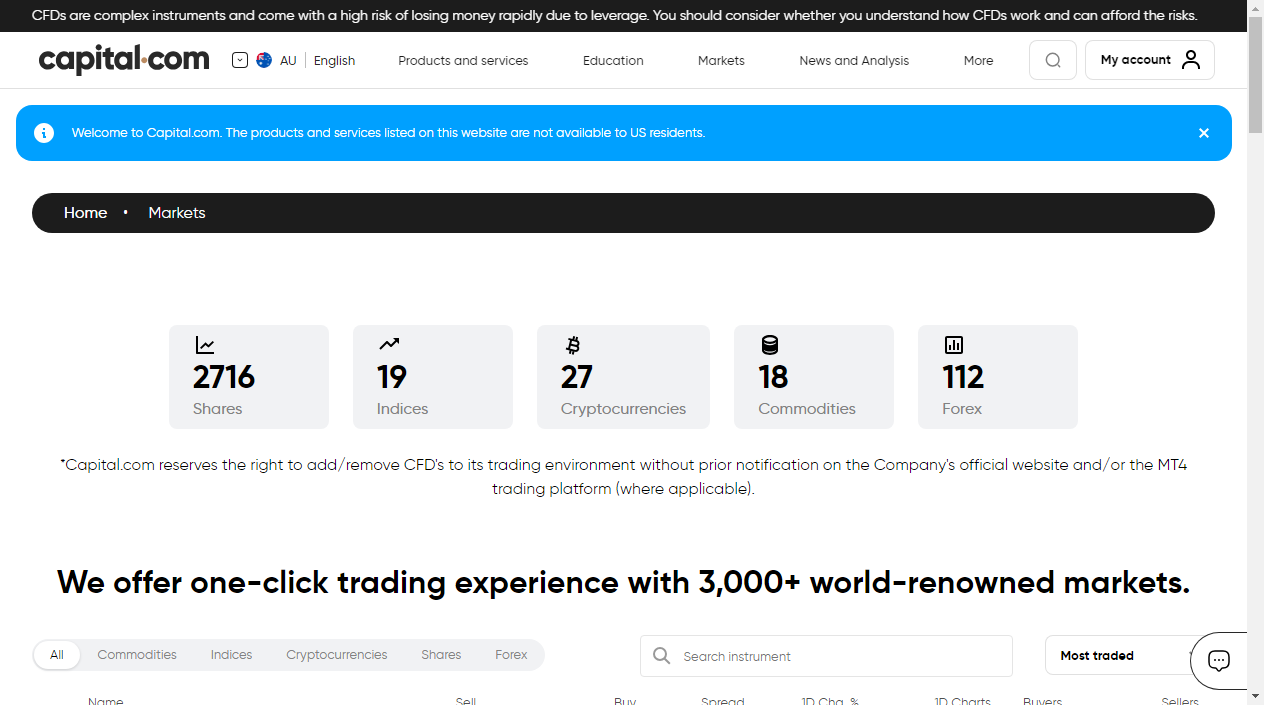 CFDs are complex instruments and come with a high risk of losing money rapidly due to leverage. You should consider whether you understand how CFDs work and can afford the risks.
capital.com AU English Products and services Education Markets News and Analysis More My account
Welcome to Capital.com. The products and services listed on this website are not available to US residents.
Home • Markets
2716 19 27 18 112
Shares Indices Cryptocurrencies Commodities Forex
*Capital.com reserves the right to add/remove CFD's to its trading environment without prior notification on the Company's official website and/or the MT4
trading platform (where applicable).
We offer one-click trading experience with 3,000+ world-renowned markets.
All Commodities Indices Cryptocurrencies Shares Forex Search instrument Most traded
Name Sell Buy Spread 1D Chg, % 1D Charts Buyers Sellers